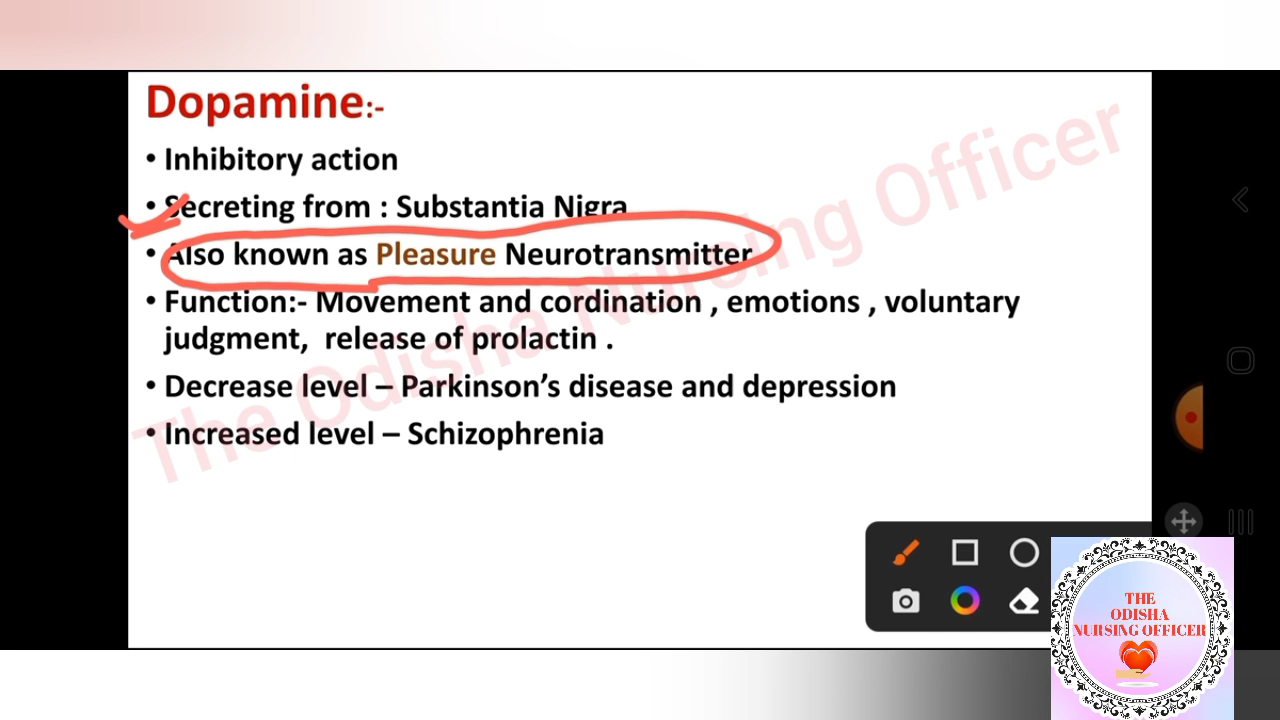 Dopamine:-
• Inhibitory action
• Secreting from : Substantia Nigra
• Also known as Pleasure Neurotransmitter
• Function:- Movement and cordination , emotions , voluntary
judgment,  release of prolactin .
• Decrease level – Parkinson’s disease and depression
• Increased level – Schizophrenia
The Odisha Nursing Officer
THE
ODISHA
NURSING OFFICER